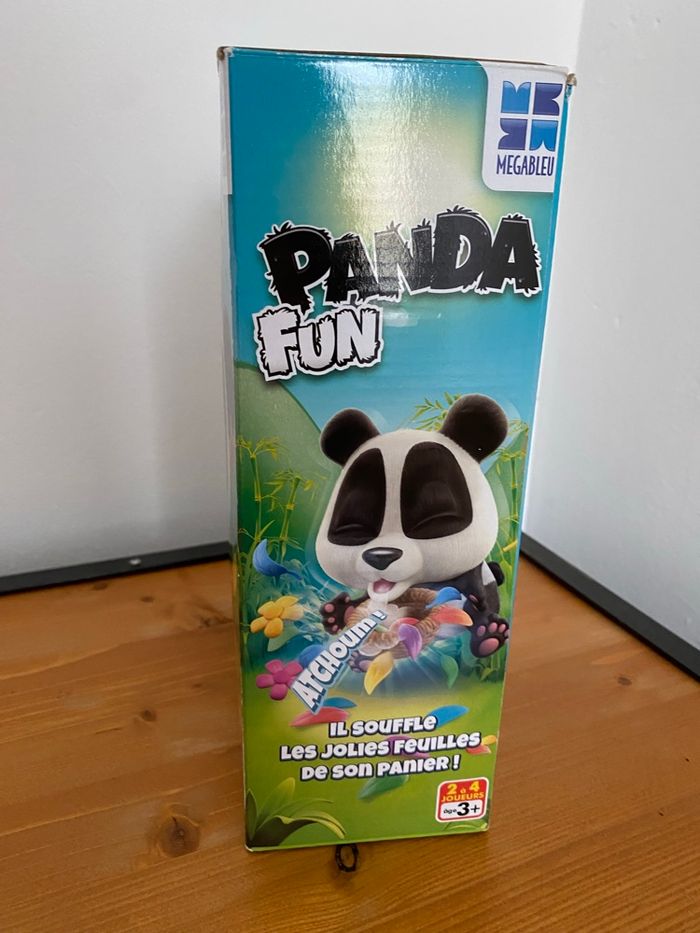 MEGABLEU
PANDA
FUN
ATCHOUM !
IL SOUFFLE
LES JOLIES FEUILLES
DE SON PANIER !
2 à 4
JOUEURS
âge 3+